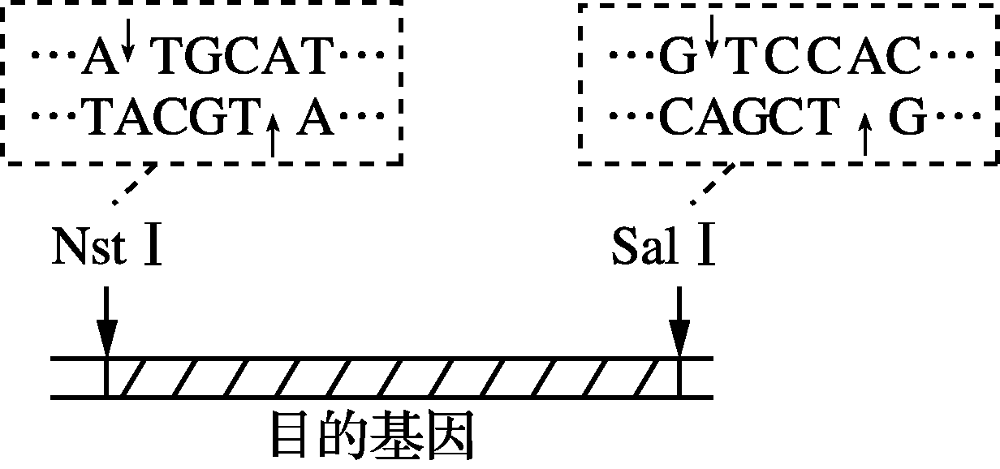 …A↓TGCAT…
…TACGT↑A…
…G↓TCCAC…
…CAGCT↑G…
Nst Ⅰ
Sal Ⅰ
目的基因